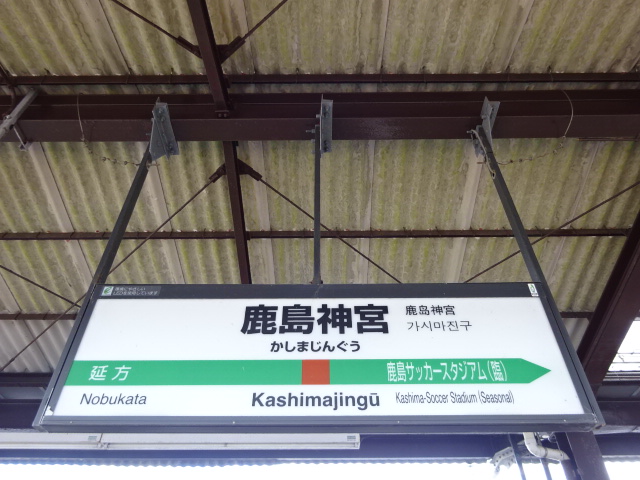 鹿島神宮
鹿岛神宫
가시마진구
かしまじんぐう
延方
鹿島サッカースタジアム（臨）
Nobukata
Kashimajingū
Kashima-Soccer Stadium (Seasonal)